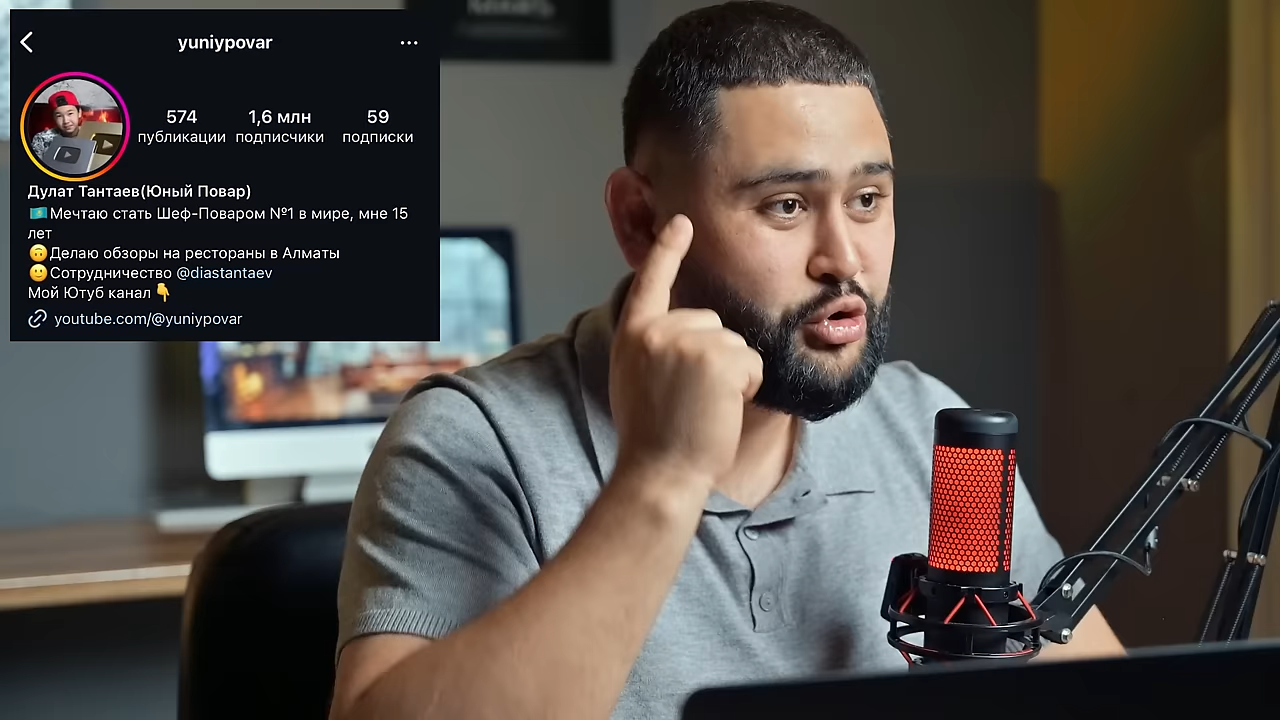 yuniypovar
574 1,6 млн 59
публикации подписчики подписки
Дулат Тантаев(Юный Повар)
🇰🇿Мечтаю стать Шеф-Поваром №1 в мире, мне 15
лет
🙃Делаю обзоры на рестораны в Алматы
🙂Сотрудничество @diastantaev
Мой Ютуб канал👇
youtube.com/@yuniypovar